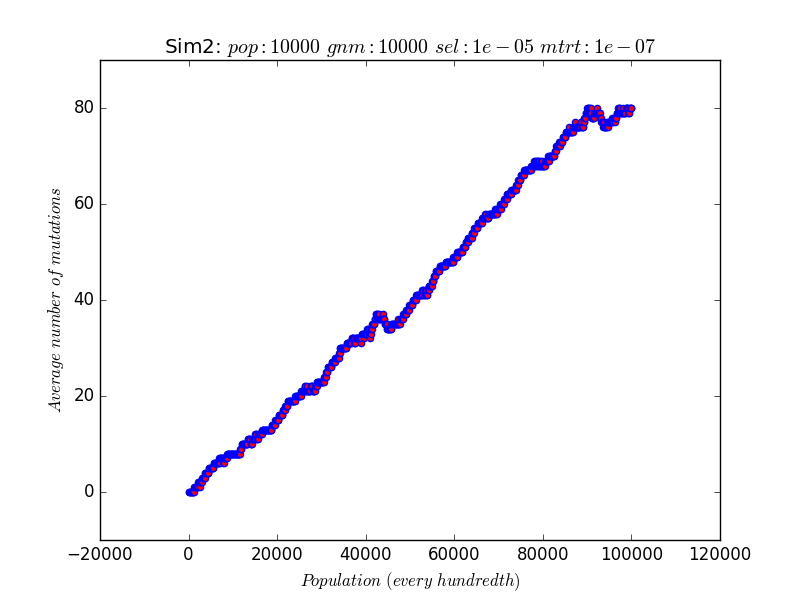 Sim2: pop : 10000 gnm : 10000 sel : 1e − 05 mtrt : 1e − 07
80
60
40
20
0
Average number of mutations
−20000 0 20000 40000 60000 80000 100000 120000
Population (every hundredth)